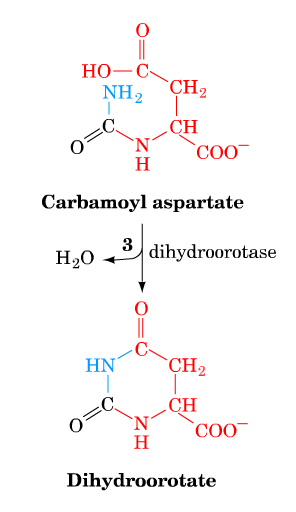 O
HO C
NH₂ CH₂
C CH
O N COO⁻
H
Carbamoyl aspartate
3 dihydroorotase
H₂O
O
C
HN CH₂
C CH
O N COO⁻
H
Dihydroorotate